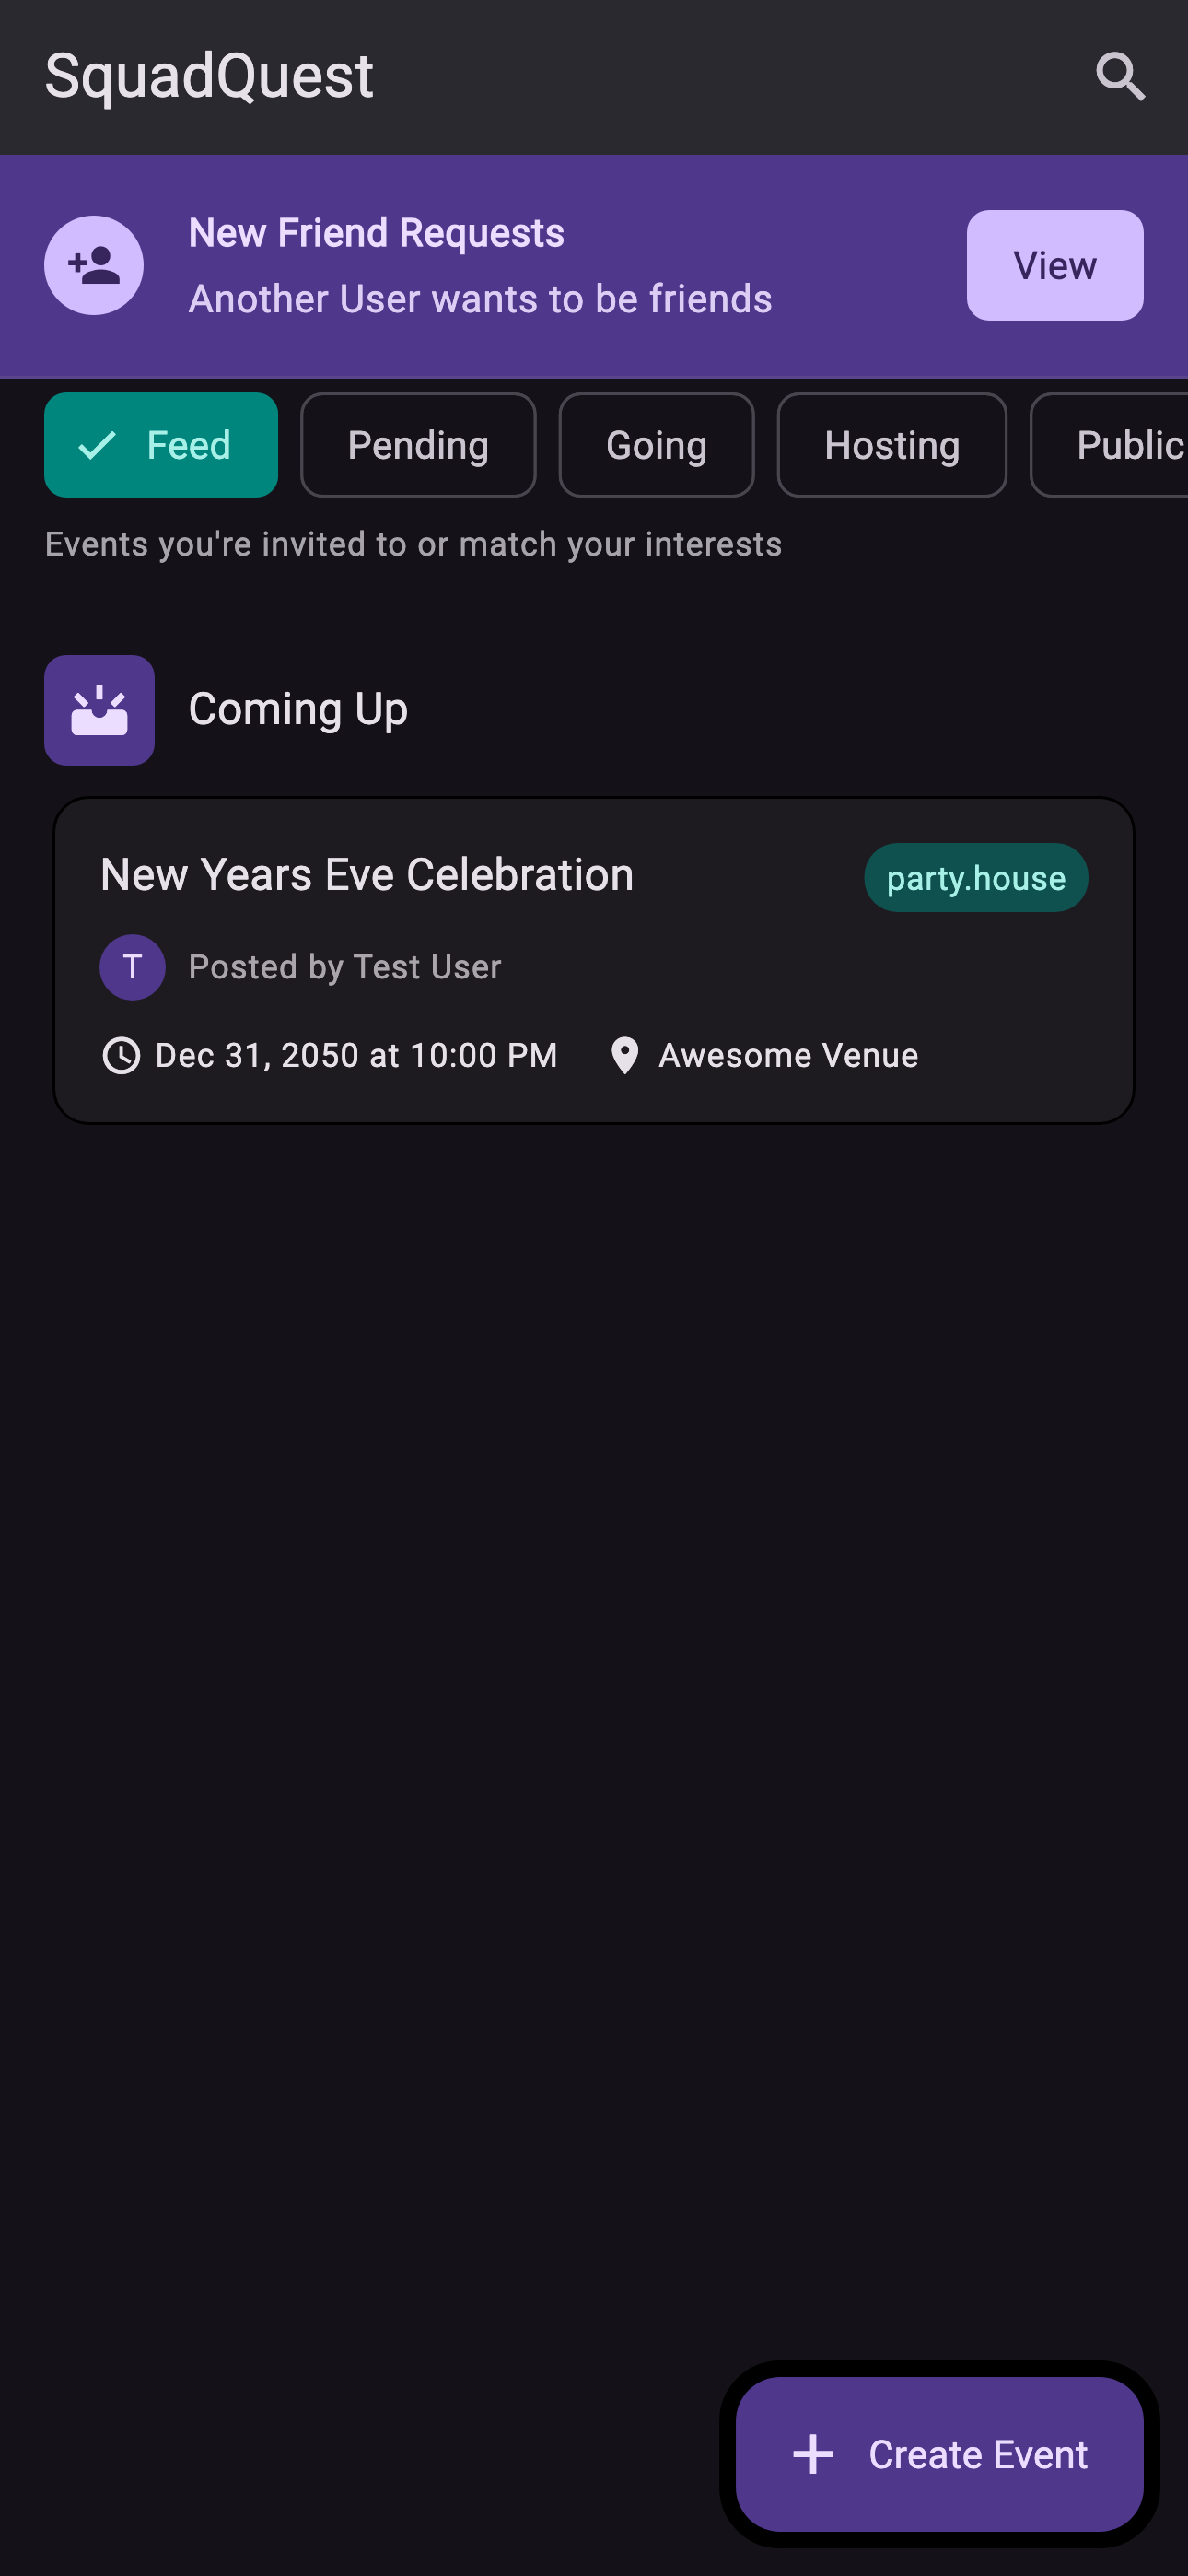 SquadQuest
New Friend Requests
Another User wants to be friends
View
Feed
Pending
Going
Hosting
Public
Events you're invited to or match your interests
Coming Up
New Years Eve Celebration
party.house
T
Posted by Test User
Dec 31, 2050 at 10:00 PM
Awesome Venue
Create Event